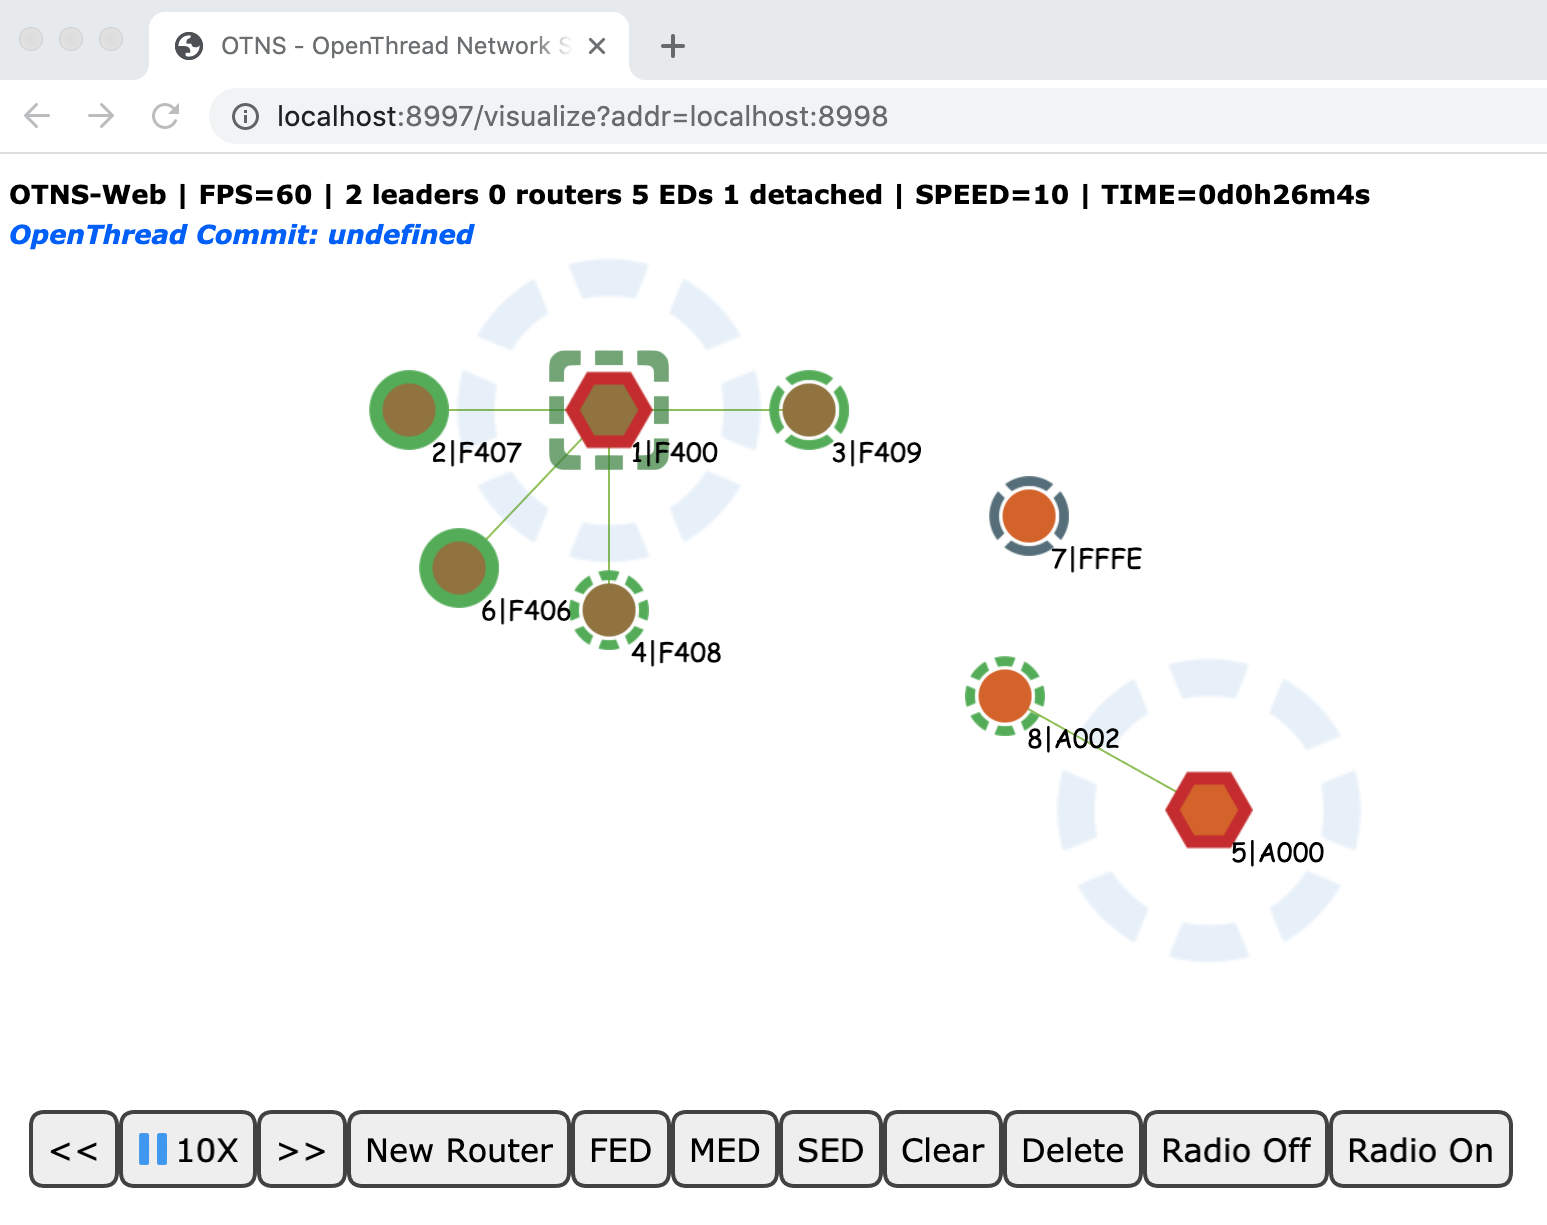 OTNS - OpenThread Network S
localhost:8997/visualize?addr=localhost:8998
OTNS-Web | FPS=60 | 2 leaders 0 routers 5 EDs 1 detached | SPEED=10 | TIME=0d0h26m4s
OpenThread Commit: undefined
2|F407
1|F400
3|F409
7|FFFE
6|F406
4|F408
8|A002
5|A000
<< 10X >> New Router FED MED SED Clear Delete Radio Off Radio On